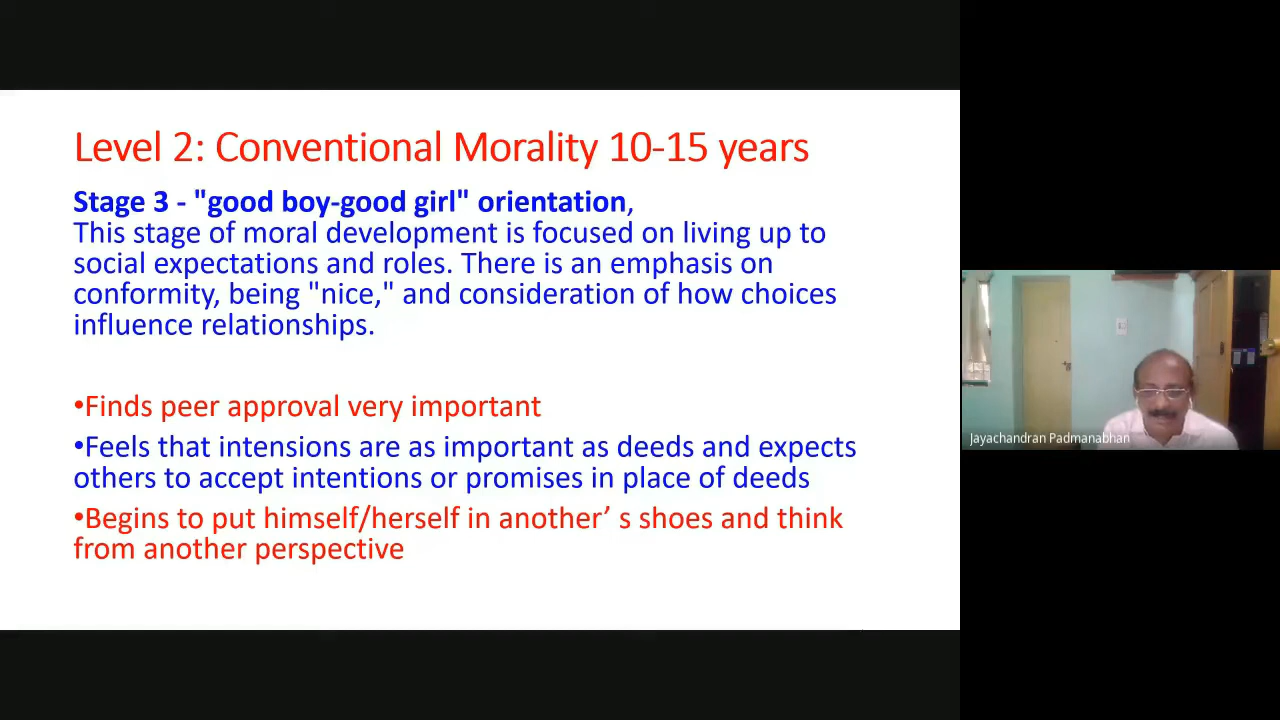 Level 2: Conventional Morality 10-15 years
Stage 3 - "good boy-good girl" orientation,
This stage of moral development is focused on living up to
social expectations and roles. There is an emphasis on
conformity, being "nice," and consideration of how choices
influence relationships.
•Finds peer approval very important
•Feels that intensions are as important as deeds and expects
others to accept intentions or promises in place of deeds
•Begins to put himself/herself in another’ s shoes and think
from another perspective
Jayachandran Padmanabhan